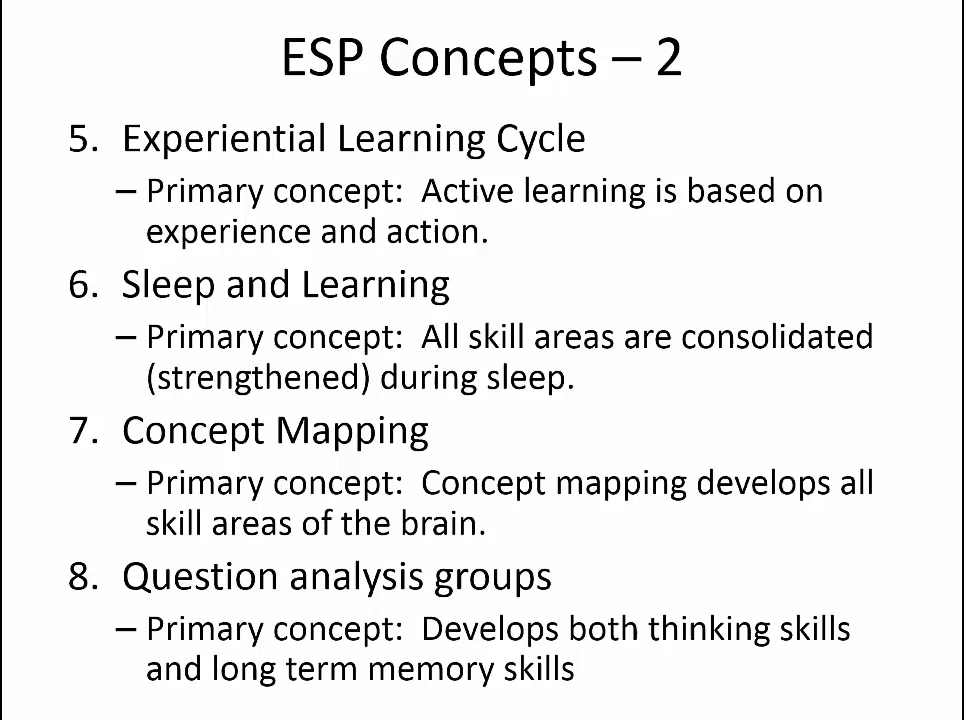 ESP Concepts – 2
5. Experiential Learning Cycle
– Primary concept: Active learning is based on
experience and action.
6. Sleep and Learning
– Primary concept: All skill areas are consolidated
(strengthened) during sleep.
7. Concept Mapping
– Primary concept: Concept mapping develops all
skill areas of the brain.
8. Question analysis groups
– Primary concept: Develops both thinking skills
and long term memory skills